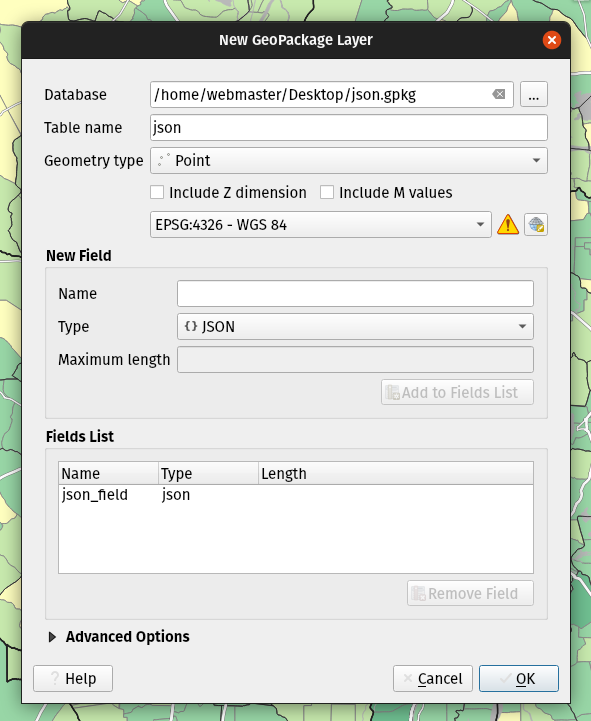 New GeoPackage Layer
Database /home/webmaster/Desktop/json.gpkg ...
Table name json
Geometry type Point
Include Z dimension Include M values
EPSG:4326 - WGS 84
New Field
Name
Type {} JSON
Maximum length
Add to Fields List
Fields List
Name Type Length
json_field json
Remove Field
Advanced Options
? Help Cancel OK